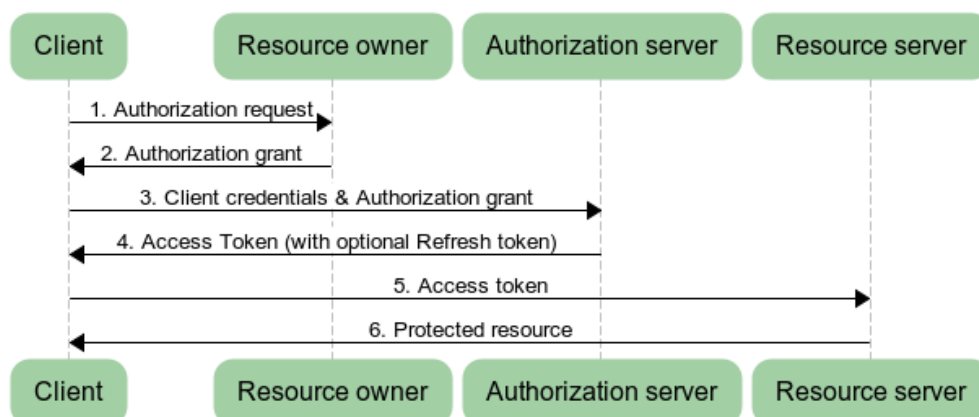 Client Resource owner Authorization server Resource server
1. Authorization request
2. Authorization grant
3. Client credentials & Authorization grant
4. Access Token (with optional Refresh token)
5. Access token
6. Protected resource
Client Resource owner Authorization server Resource server